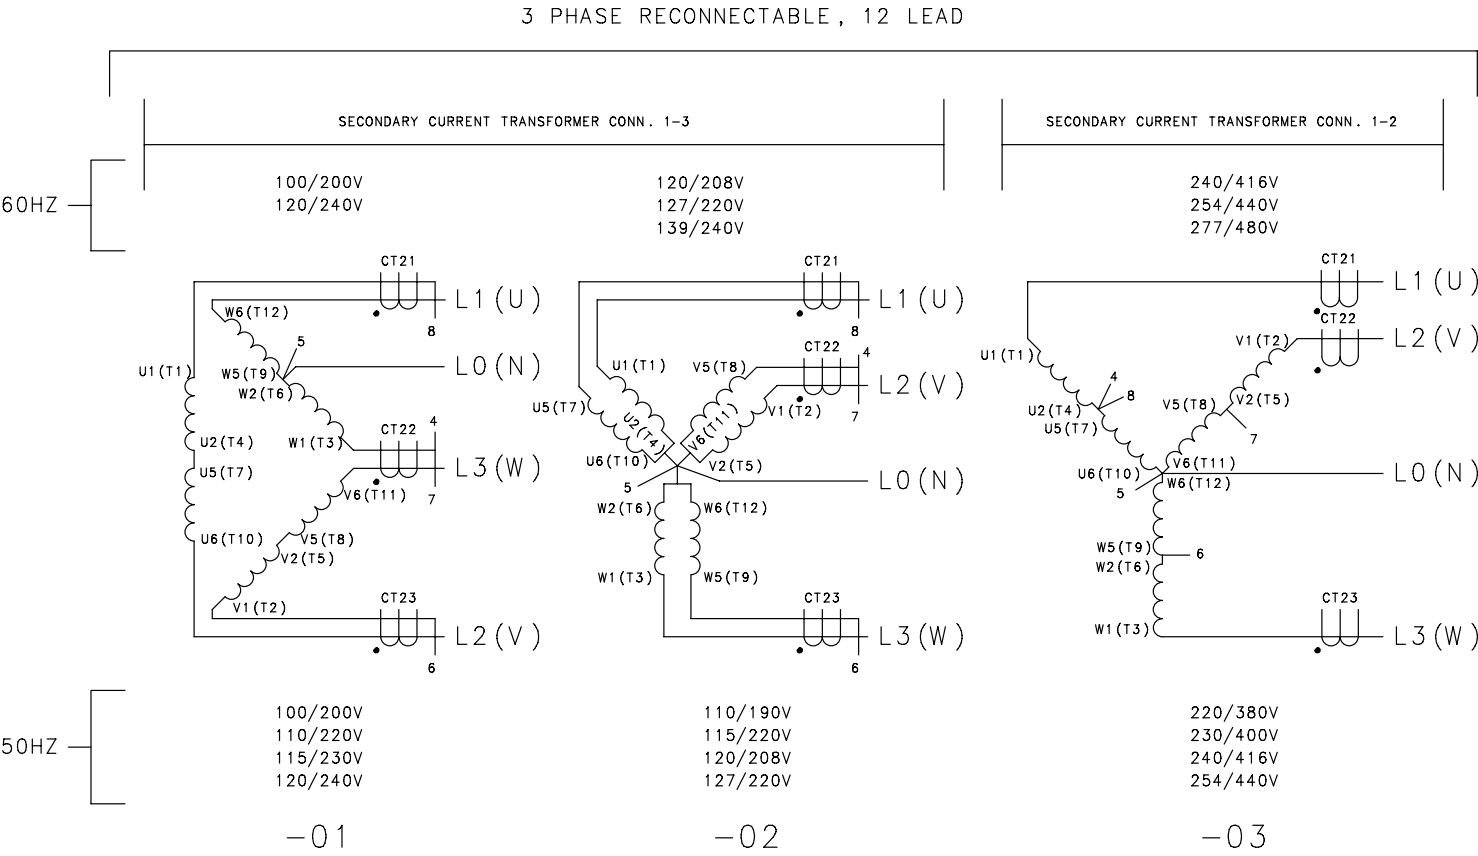 3 PHASE RECONNECTABLE, 12 LEAD
SECONDARY CURRENT TRANSFORMER CONN. 1-3
SECONDARY CURRENT TRANSFORMER CONN. 1-2
60HZ
100/200V
120/240V
120/208V
127/220V
139/240V
240/416V
254/440V
277/480V
CT21
L1(U)
8
W6(T12)
5
L0(N)
U1(T1)
W5(T9)
W2(T6)
4
CT22
W1(T3)
U2(T4)
L3(W)
U5(T7)
7
V6(T11)
U6(T10)
V5(T8)
V2(T5)
V1(T2)
CT23
L2(V)
6
CT21
L1(U)
8
CT22
4
U1(T1)
V5(T8)
L2(V)
U5(T7)
V1(T2)
7
U2(T4)
V6(T11)
U6(T10)
V2(T5)
5
L0(N)
W2(T6)
W6(T12)
W1(T3)
W5(T9)
CT23
L3(W)
6
CT21
L1(U)
CT22
V1(T2)
L2(V)
U1(T1)
4
8
U2(T4)
V5(T8)
V2(T5)
U5(T7)
7
V6(T11)
U6(T10)
L0(N)
W6(T12)
5
W5(T9)
6
W2(T6)
CT23
W1(T3)
L3(W)
50HZ
100/200V
110/220V
115/230V
120/240V
110/190V
115/220V
120/208V
127/220V
220/380V
230/400V
240/416V
254/440V
-01
-02
-03